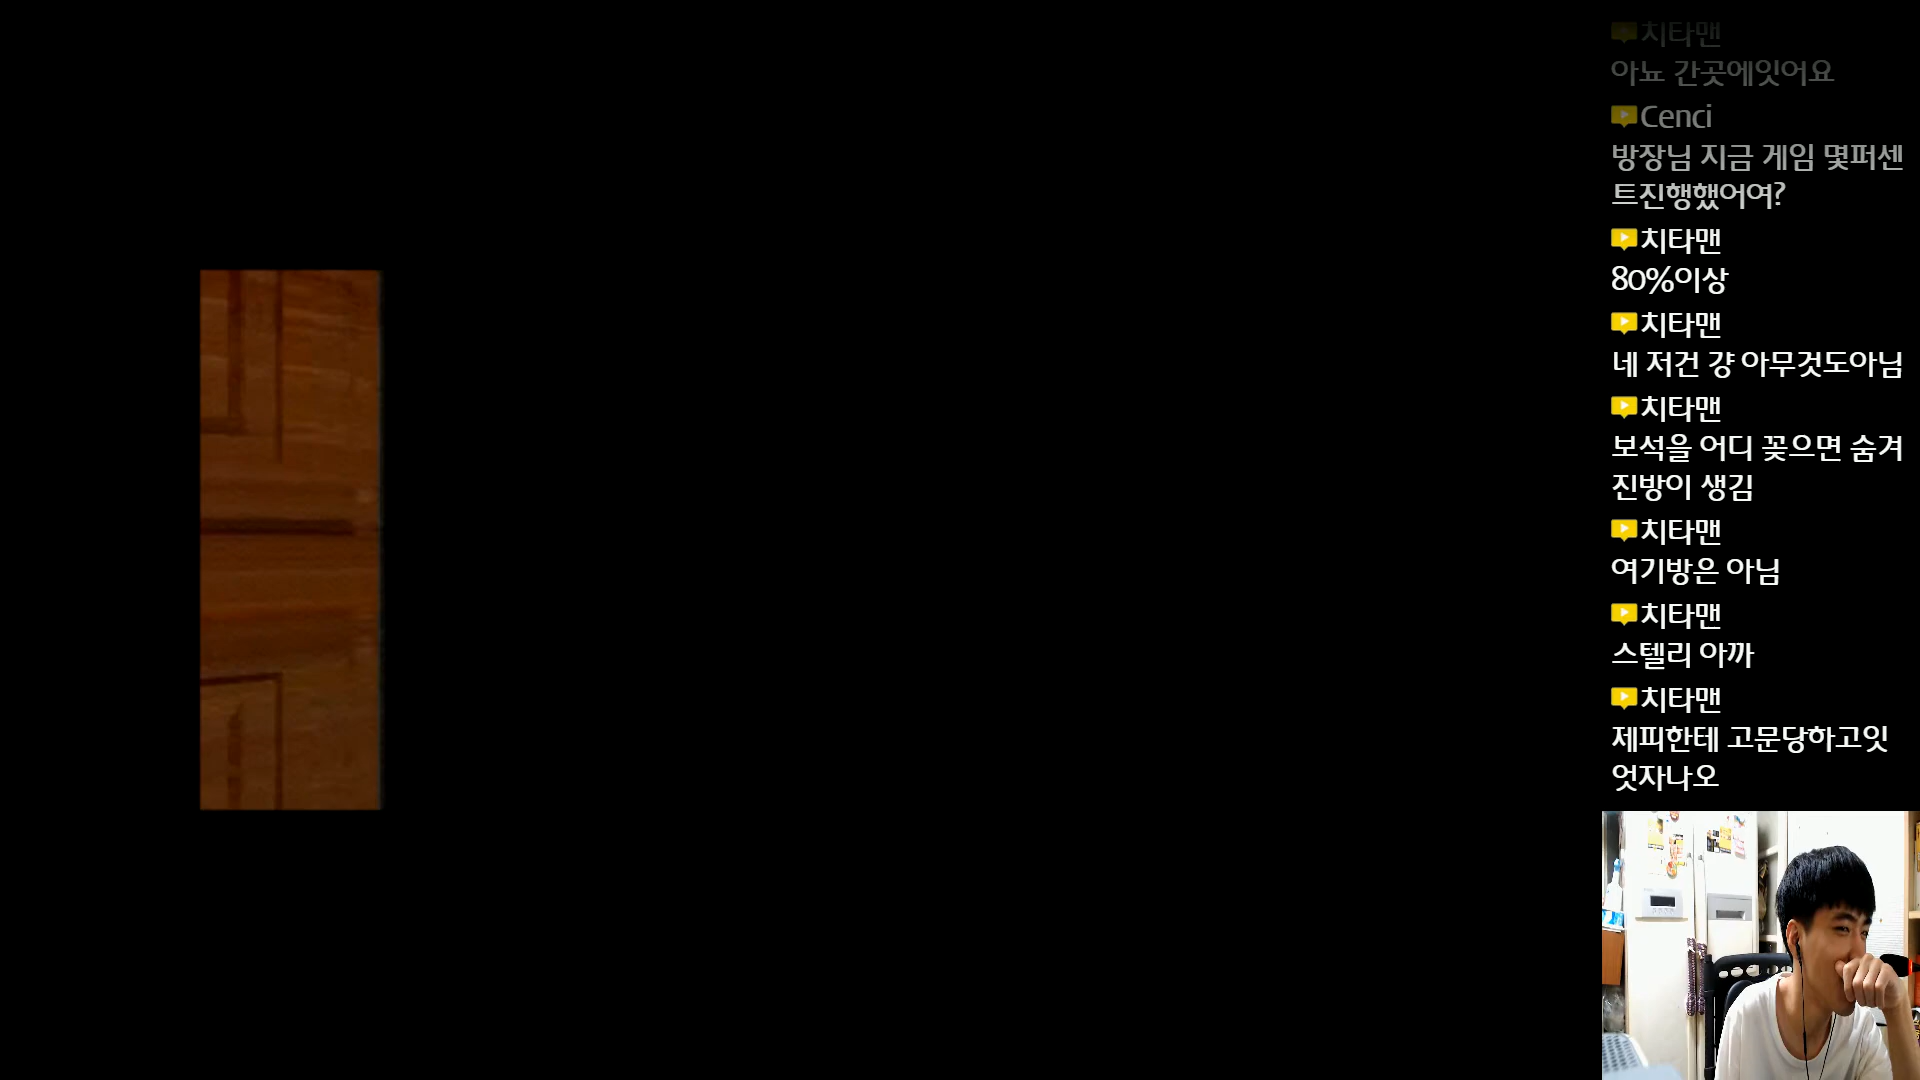 치타맨
아뇨 간곳에잇어요
Cenci
방장님 지금 게임 몇퍼센
트진행했어여?
치타맨
80%이상
치타맨
네 저건 걍 아무것도아님
치타맨
보석을 어디 꽂으면 숨겨
진방이 생김
치타맨
여기방은 아님
치타맨
스텔리 아까
치타맨
제피한테 고문당하고잇
엇자나오